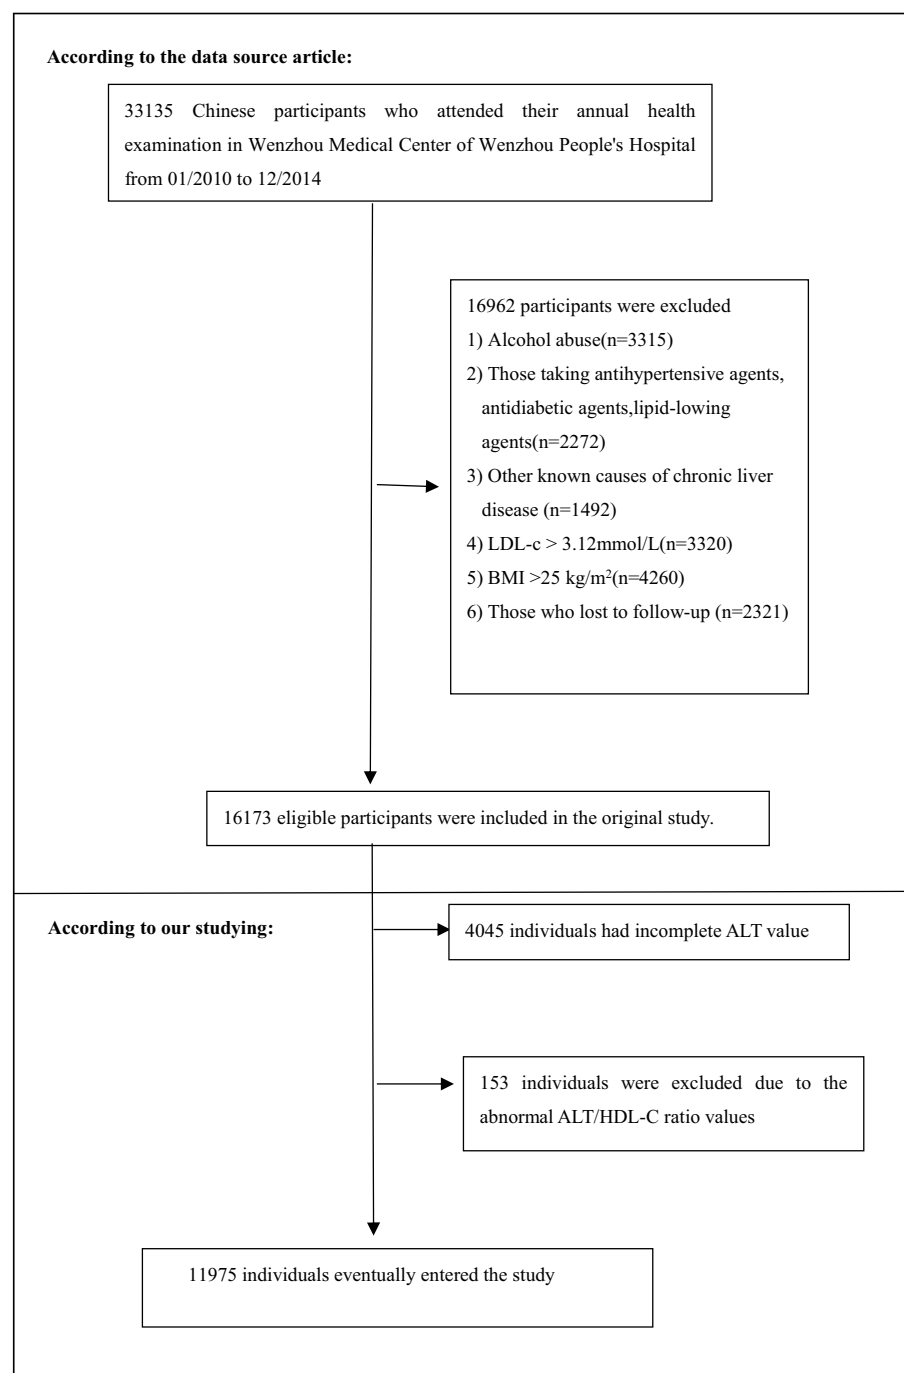 According to the data source article:
33135 Chinese participants who attended their annual health
examination in Wenzhou Medical Center of Wenzhou People's Hospital
from 01/2010 to 12/2014
16962 participants were excluded
1) Alcohol abuse(n=3315)
2) Those taking antihypertensive agents,
antidiabetic agents,lipid-lowing
agents(n=2272)
3) Other known causes of chronic liver
disease (n=1492)
4) LDL-c > 3.12mmol/L(n=3320)
5) BMI >25 kg/m²(n=4260)
6) Those who lost to follow-up (n=2321)
16173 eligible participants were included in the original study.
According to our studying:
4045 individuals had incomplete ALT value
153 individuals were excluded due to the
abnormal ALT/HDL-C ratio values
11975 individuals eventually entered the study